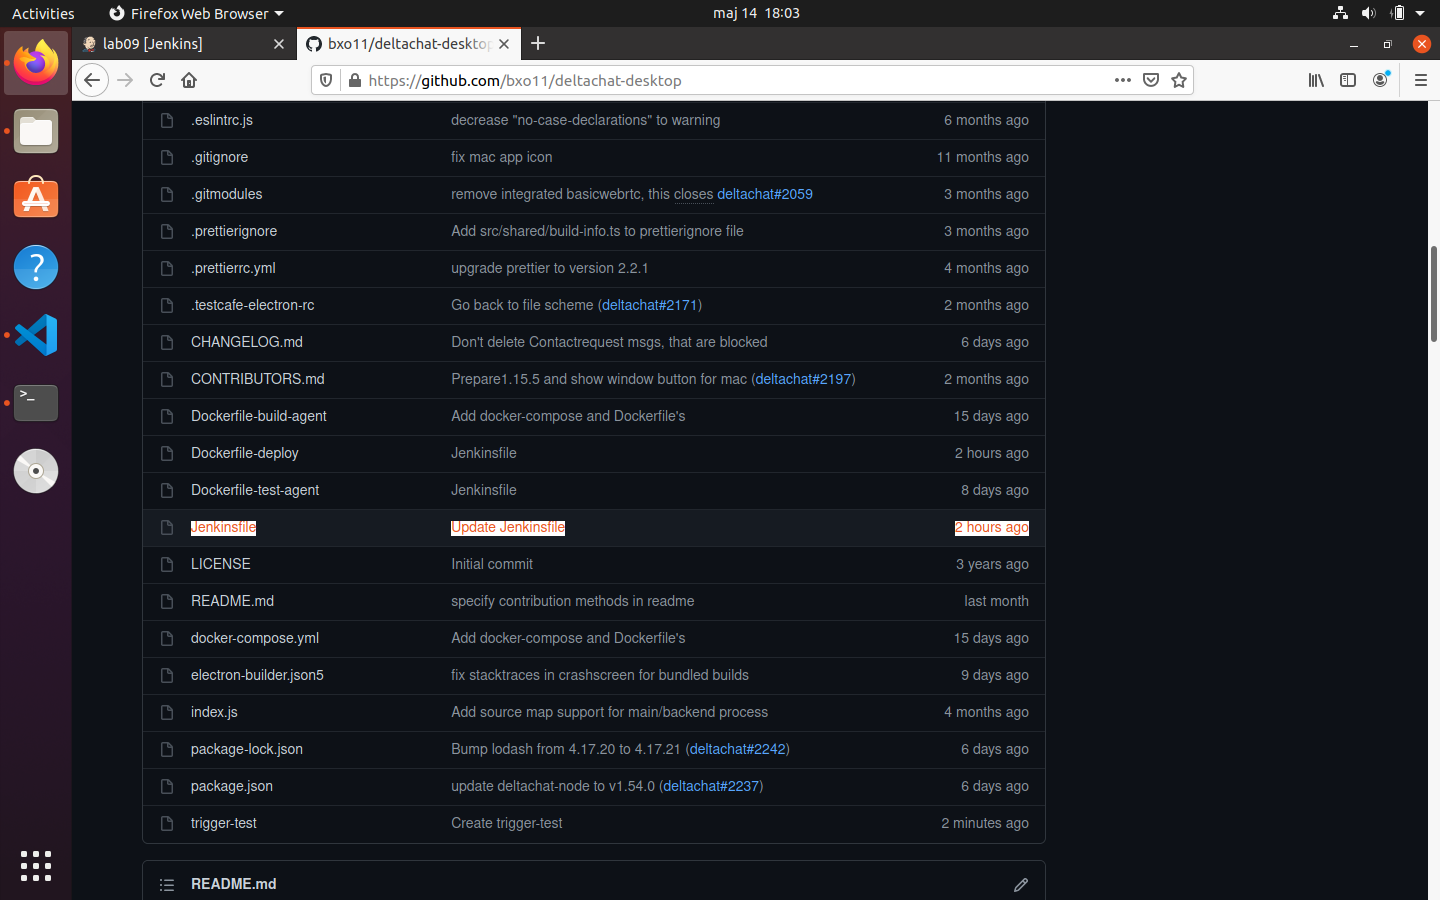 Activities Firefox Web Browser maj 14 18:03
lab09 [Jenkins] bxo11/deltachat-desktop
https://github.com/bxo11/deltachat-desktop
.eslintrc.js decrease "no-case-declarations" to warning 6 months ago
.gitignore fix mac app icon 11 months ago
.gitmodules remove integrated basicwebrtc, this closes deltachat#2059 3 months ago
.prettierignore Add src/shared/build-info.ts to prettierignore file 3 months ago
.prettierrc.yml upgrade prettier to version 2.2.1 4 months ago
.testcafe-electron-rc Go back to file scheme (deltachat#2171) 2 months ago
CHANGELOG.md Don't delete Contactrequest msgs, that are blocked 6 days ago
CONTRIBUTORS.md Prepare1.15.5 and show window button for mac (deltachat#2197) 2 months ago
Dockerfile-build-agent Add docker-compose and Dockerfile's 15 days ago
Dockerfile-deploy Jenkinsfile 2 hours ago
Dockerfile-test-agent Jenkinsfile 8 days ago
Jenkinsfile Update Jenkinsfile 2 hours ago
LICENSE Initial commit 3 years ago
README.md specify contribution methods in readme last month
docker-compose.yml Add docker-compose and Dockerfile's 15 days ago
electron-builder.json5 fix stacktraces in crashscreen for bundled builds 9 days ago
index.js Add source map support for main/backend process 4 months ago
package-lock.json Bump lodash from 4.17.20 to 4.17.21 (deltachat#2242) 6 days ago
package.json update deltachat-node to v1.54.0 (deltachat#2237) 6 days ago
trigger-test Create trigger-test 2 minutes ago
README.md